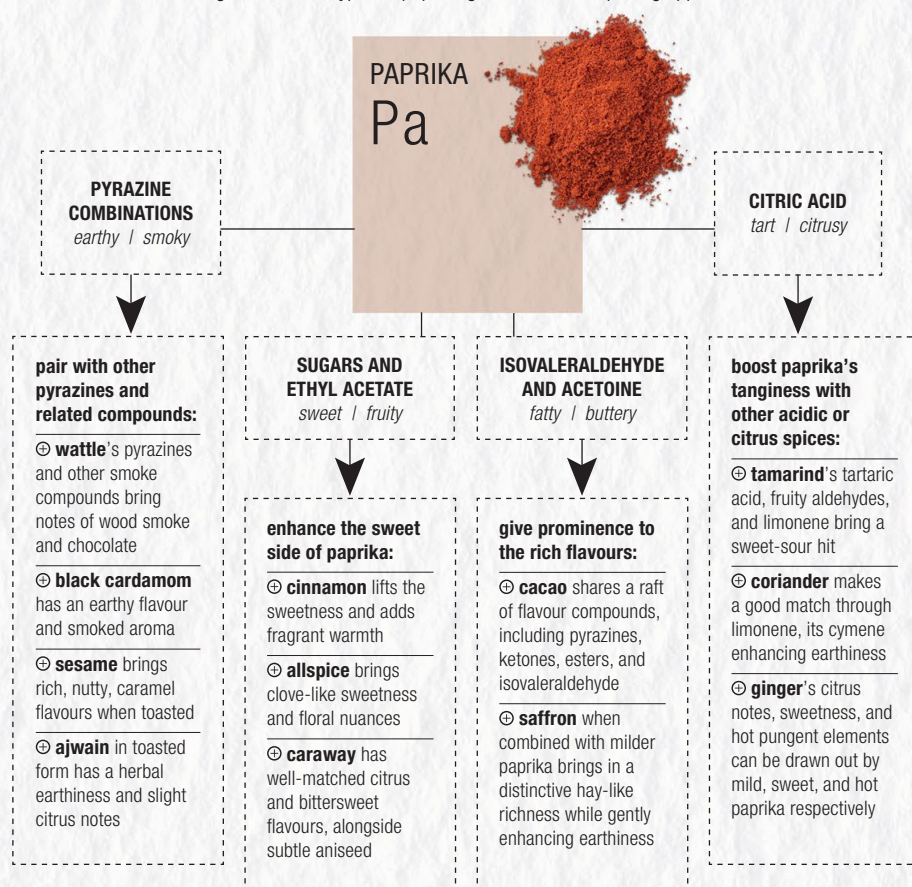 PAPRIKA
Pa
PYRAZINE
COMBINATIONS
earthy | smoky
pair with other
pyrazines and
related compounds:
⊕ wattle's pyrazines
and other smoke
compounds bring
notes of wood smoke
and chocolate
⊕ black cardamom
has an earthy flavour
and smoked aroma
⊕ sesame brings
rich, nutty, caramel
flavours when toasted
⊕ ajwain in toasted
form has a herbal
earthiness and slight
citrus notes
SUGARS AND
ETHYL ACETATE
sweet | fruity
enhance the sweet
side of paprika:
⊕ cinnamon lifts the
sweetness and adds
fragrant warmth
⊕ allspice brings
clove-like sweetness
and floral nuances
⊕ caraway has
well-matched citrus
and bittersweet
flavours, alongside
subtle aniseed
ISOVALERALDEHYDE
AND ACETOINE
fatty | buttery
give prominence to
the rich flavours:
⊕ cacao shares a raft
of flavour compounds,
including pyrazines,
ketones, esters, and
isovaleraldehyde
⊕ saffron when
combined with milder
paprika brings in a
distinctive hay-like
richness while gently
enhancing earthiness
CITRIC ACID
tart | citrusy
boost paprika's
tanginess with
other acidic or
citrus spices:
⊕ tamarind's tartaric
acid, fruity aldehydes,
and limonene bring a
sweet-sour hit
⊕ coriander makes
a good match through
limonene, its cymene
enhancing earthiness
⊕ ginger's citrus
notes, sweetness, and
hot pungent elements
can be drawn out by
mild, sweet, and hot
paprika respectively